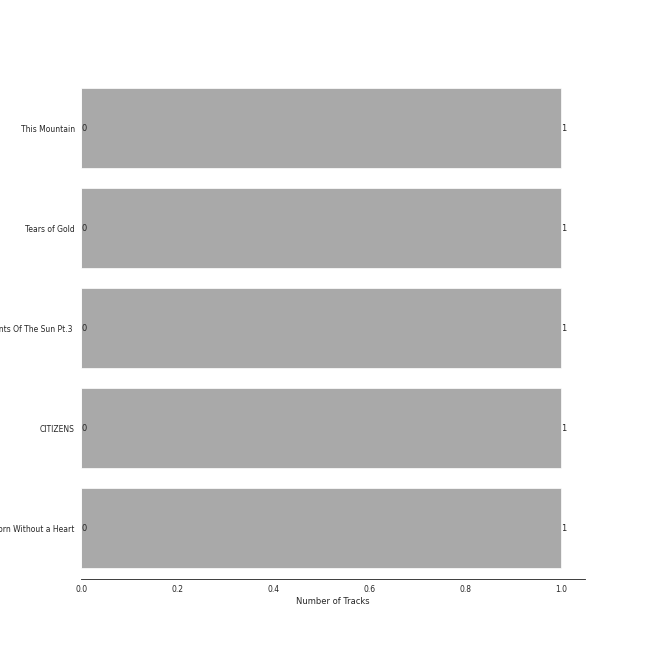 This Mountain 0 1
Tears of Gold 0 1
Of The Sun Pt.3 0 1
CITIZENS 0 1
Without a Heart 0 1
0.0 0.2 0.4 0.6 0.8 1.0
Number of Tracks